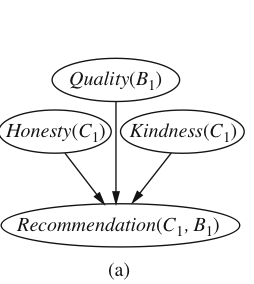 Quality(B₁)
Honesty(C₁) Kindness(C₁)
Recommendation(C₁, B₁)
(a)